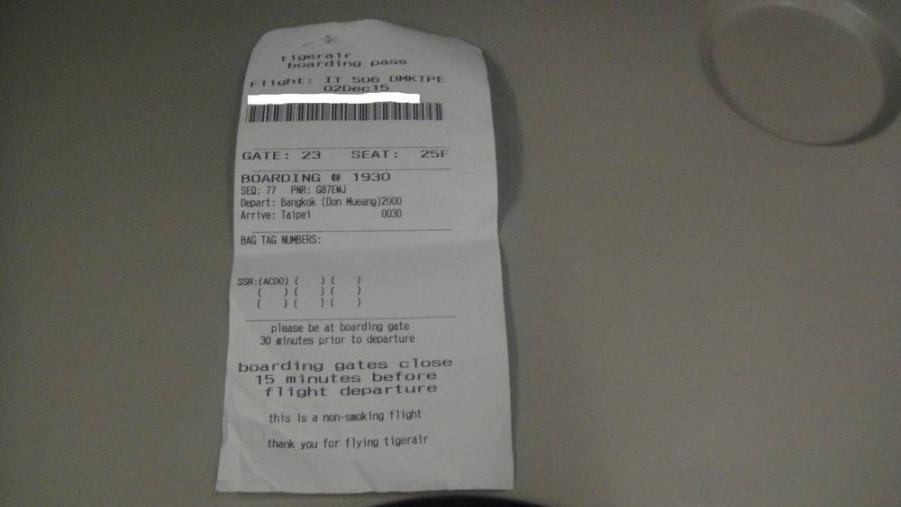 tigerair
boarding pass
Flight: IT 506 DMKTPE
02Dec15
GATE: 23 SEAT: 25F
BOARDING @ 1930
SEQ: 77 PNR: G87EWJ
Depart: Bangkok (Don Mueang)2000
Arrive: Taipei 0030
BAG TAG NUMBERS:
SSR:(AC00) ( ) ( )
( ) ( ) ( )
( ) ( ) ( )
please be at boarding gate
30 minutes prior to departure
boarding gates close
15 minutes before
flight departure
this is a non-smoking flight
thank you for flying tigerair